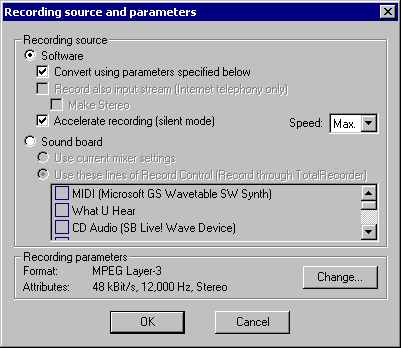 Recording source and parameters
Recording source
Software
Convert using parameters specified below
Record also input stream (Internet telephony only)
Make Stereo
Accelerate recording (silent mode) Speed: Max.
Sound board
Use current mixer settings
Use these lines of Record Control (Record through TotalRecorder)
MIDI (Microsoft GS Wavetable SW Synth)
What U Hear
CD Audio (SB Live! Wave Device)
Recording parameters
Format: MPEG Layer-3
Attributes: 48 kBit/s, 12,000 Hz, Stereo
Change...
OK Cancel